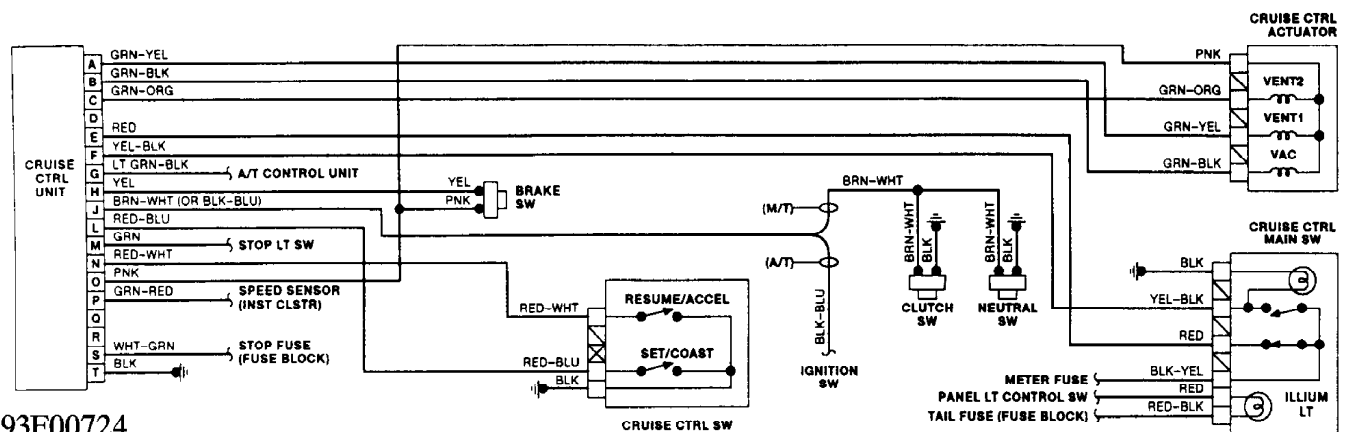 CRUISE CTRL
ACTUATOR
CRUISE
CTRL
UNIT
A GRN-YEL
B GRN-BLK
C GRN-ORG
D
E RED
F YEL-BLK
G LT GRN-BLK
A/T CONTROL UNIT
H YEL
J BRN-WHT (OR BLK-BLU)
L RED-BLU
M GRN
STOP LT SW
N RED-WHT
O PNK
P GRN-RED
SPEED SENSOR
(INST CLSTR)
Q
R
S WHT-GRN
STOP FUSE
(FUSE BLOCK)
T BLK
YEL
PNK
BRAKE
SW
PNK
GRN-ORG
VENT2
GRN-YEL
VENT1
GRN-BLK
VAC
BRN-WHT
(M/T)
(A/T)
BLK-BLU
IGNITION
SW
BRN-WHT
BLK
CLUTCH
SW
BRN-WHT
BLK
NEUTRAL
SW
RED-WHT
RESUME/ACCEL
RED-BLU
SET/COAST
BLK
CRUISE CTRL SW
CRUISE CTRL
MAIN SW
BLK
YEL-BLK
RED
METER FUSE
BLK-YEL
PANEL LT CONTROL SW
RED
TAIL FUSE (FUSE BLOCK)
RED-BLK
ILLIUM
LT
93F00724